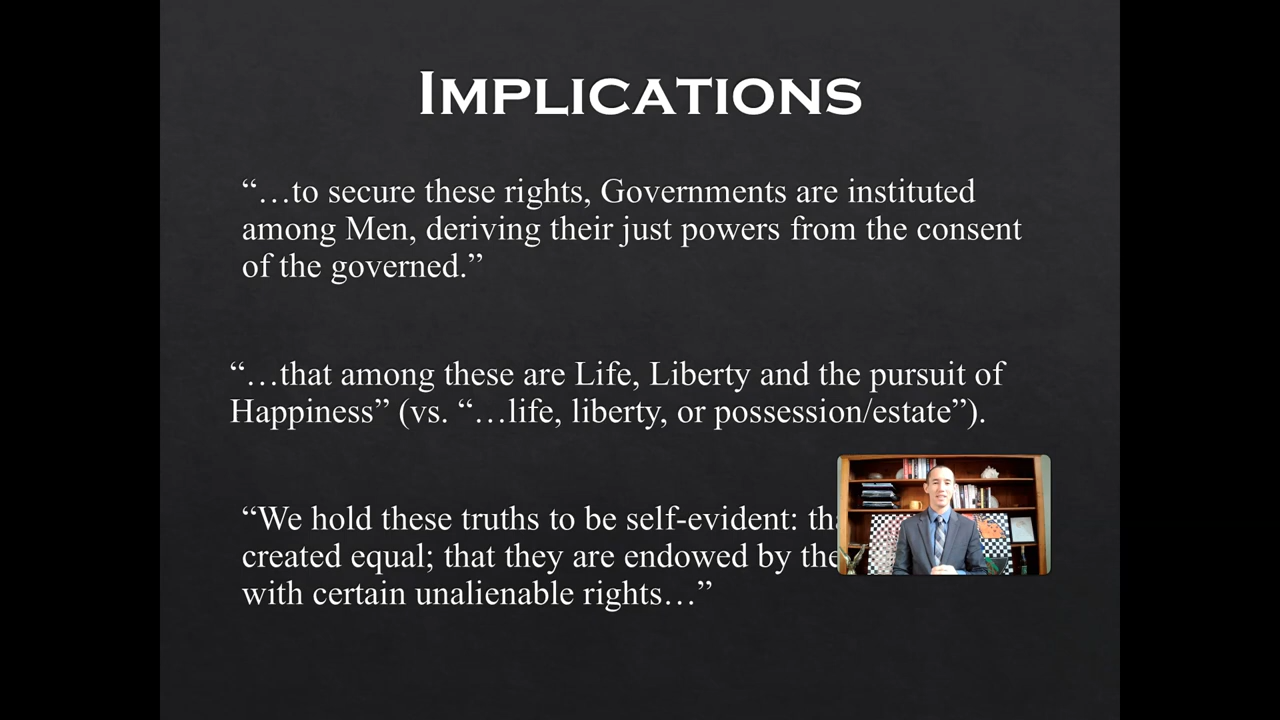 IMPLICATIONS
“…to secure these rights, Governments are instituted
among Men, deriving their just powers from the consent
of the governed.”
“…that among these are Life, Liberty and the pursuit of
Happiness” (vs. “…life, liberty, or possession/estate”).
“We hold these truths to be self-evident:
created equal; that they are endowed by
with certain unalienable rights…”